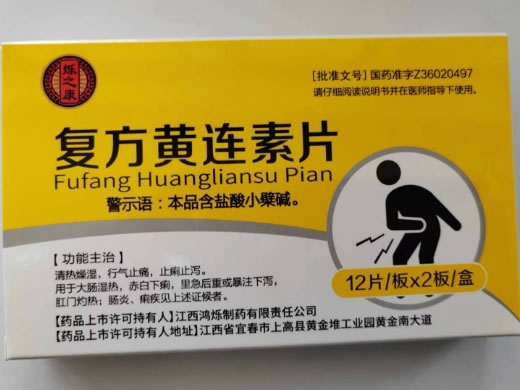 烁之康
[批准文号] 国药准字Z36020497
请仔细阅读说明书并在医师指导下使用。
复方黄连素片
Fufang Huangliansu Pian
警示语：本品含盐酸小檗碱。
【功能主治】
清热燥湿，行气止痛，止痢止泻。
用于大肠湿热，赤白下痢，里急后重或暴注下泻，
肛门灼热；肠炎、痢疾见上述证候者。
12片/板x2板/盒
【药品上市许可持有人】江西鸿烁制药有限责任公司
【药品上市许可持有人地址】江西省宜春市上高县黄金堆工业园黄金南大道